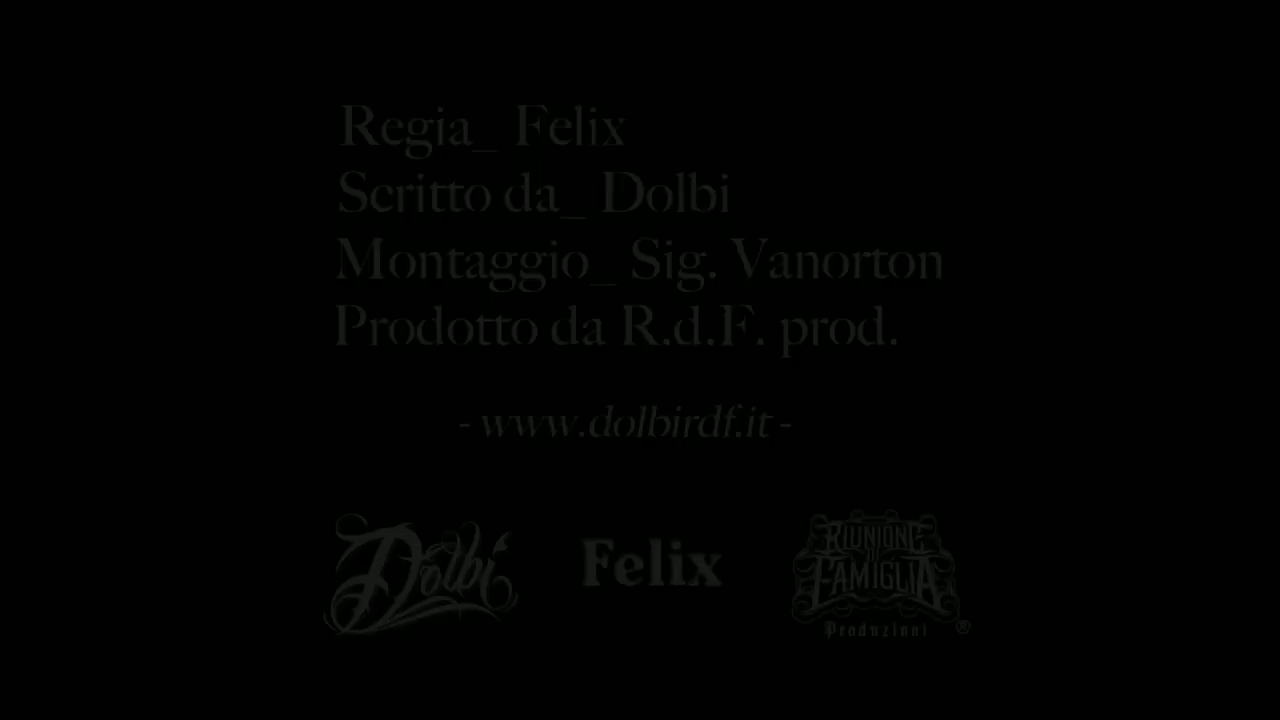 Regia_ Felix
Scritto da_ Dolbi
Montaggio_ Sig. Vanorton
Prodotto da R.d.F. prod.
- www.dolbirdf.it -
Dolbi
Felix
RIUNIONE
DI
FAMIGLIA
Produzioni ®